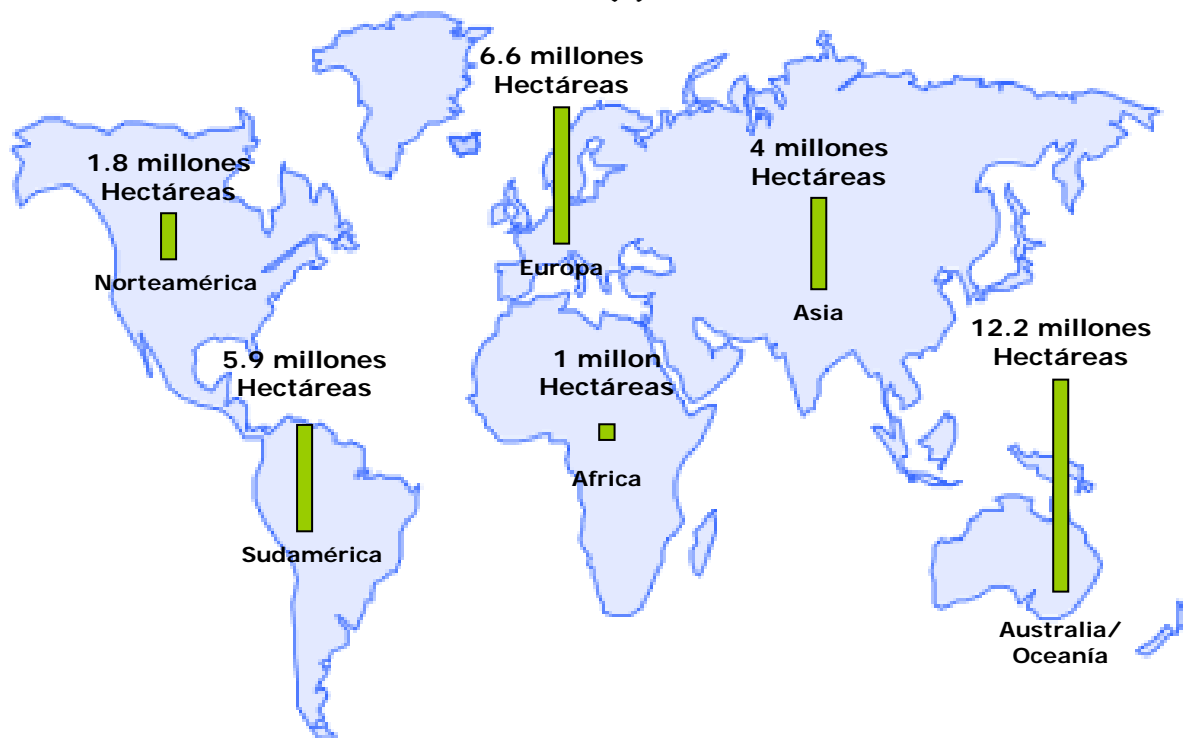 6.6 millones
Hectáreas
1.8 millones
Hectáreas
4 millones
Hectáreas
Norteamérica
Europa
Asia
12.2 millones
Hectáreas
5.9 millones
Hectáreas
1 millon
Hectáreas
Africa
Sudamérica
Australia/
Oceanía